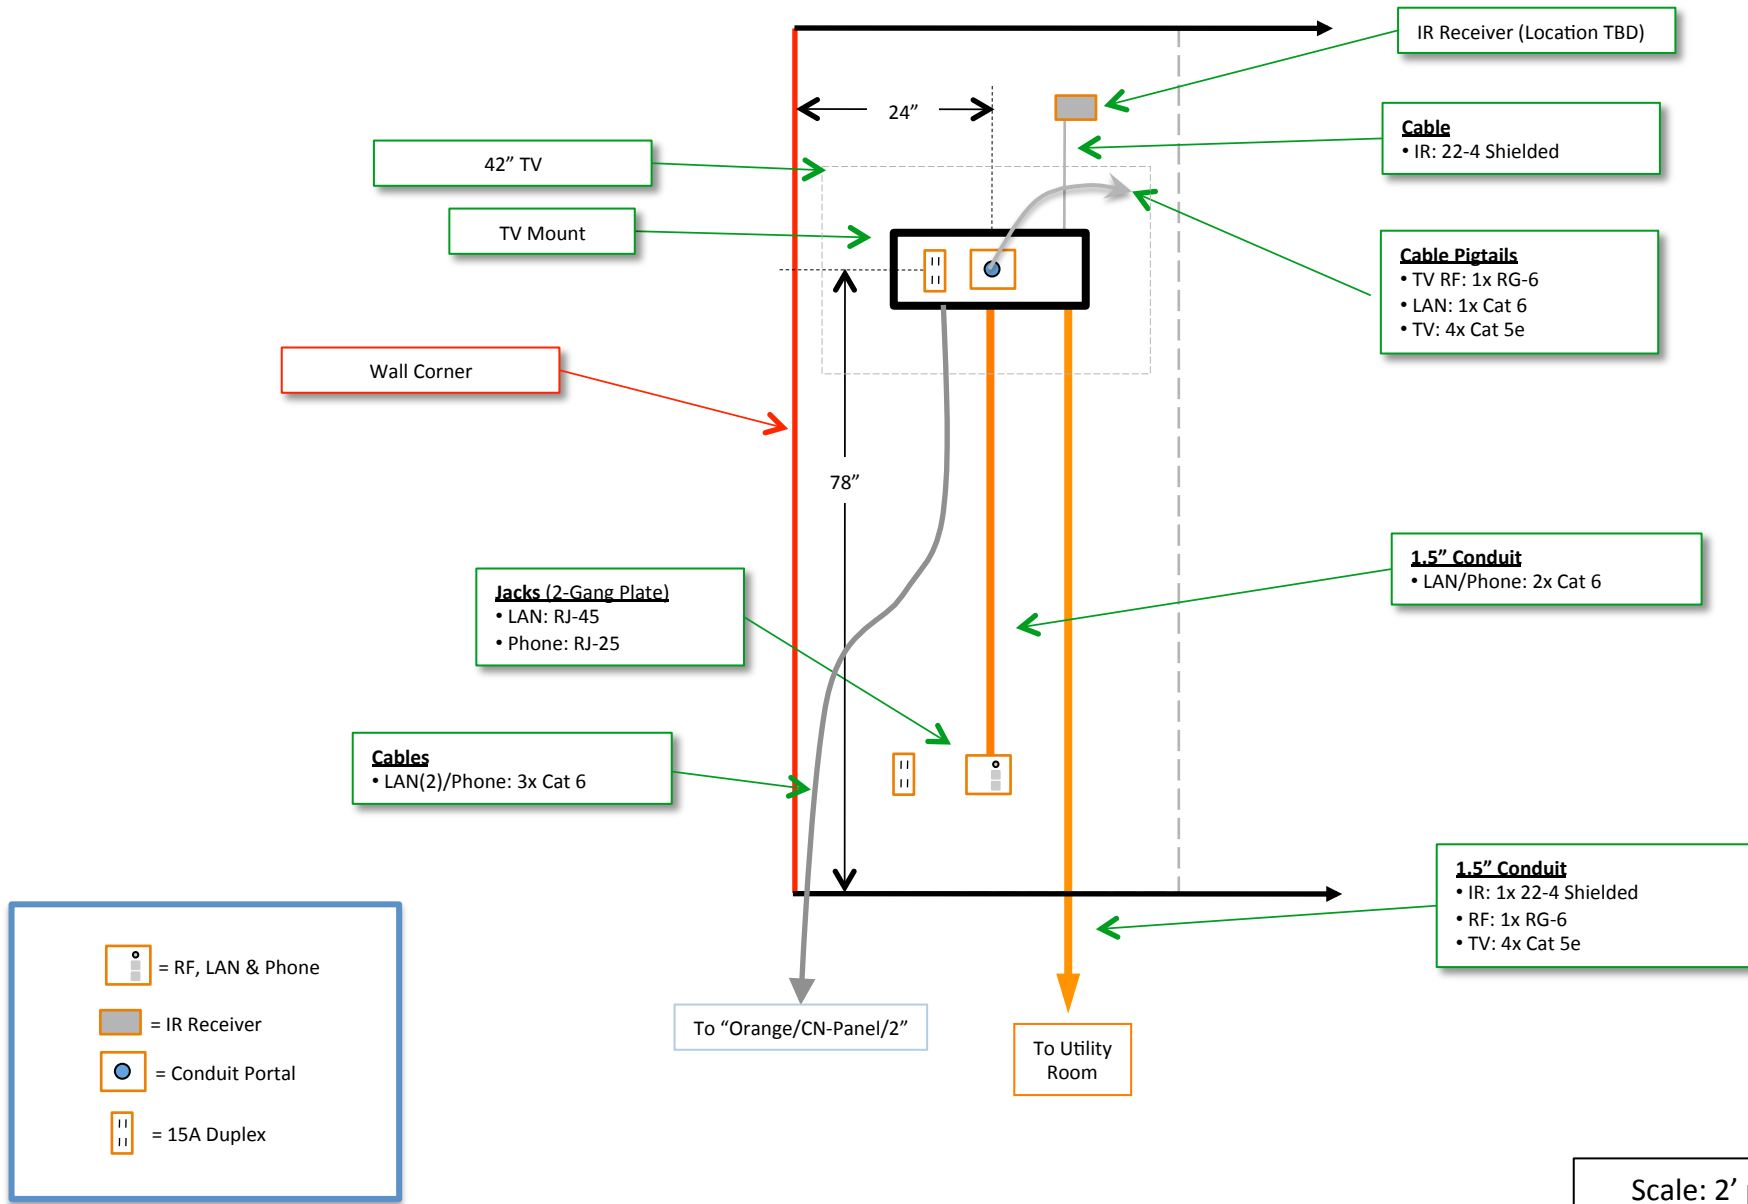 IR Receiver (Location TBD)
24”
Cable
• IR: 22-4 Shielded
42” TV
TV Mount
Cable Pigtails
• TV RF: 1x RG-6
• LAN: 1x Cat 6
• TV: 4x Cat 5e
Wall Corner
78”
1.5” Conduit
• LAN/Phone: 2x Cat 6
Jacks (2-Gang Plate)
• LAN: RJ-45
• Phone: RJ-25
Cables
• LAN(2)/Phone: 3x Cat 6
1.5” Conduit
• IR: 1x 22-4 Shielded
• RF: 1x RG-6
• TV: 4x Cat 5e
= RF, LAN & Phone
= IR Receiver
= Conduit Portal
= 15A Duplex
To “Orange/CN-Panel/2”
To Utility
Room
Scale: 2’